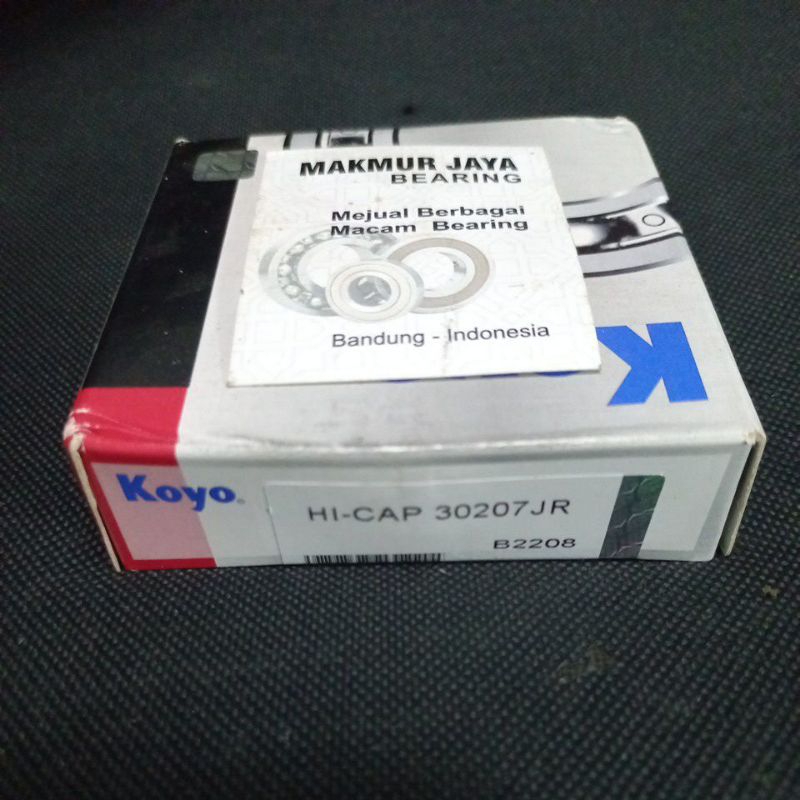 MAKMUR JAYA
BEARING
Mejual Berbagai
Macam Bearing
Bandung - Indonesia
K
Koyo®
HI-CAP 30207JR
B2208